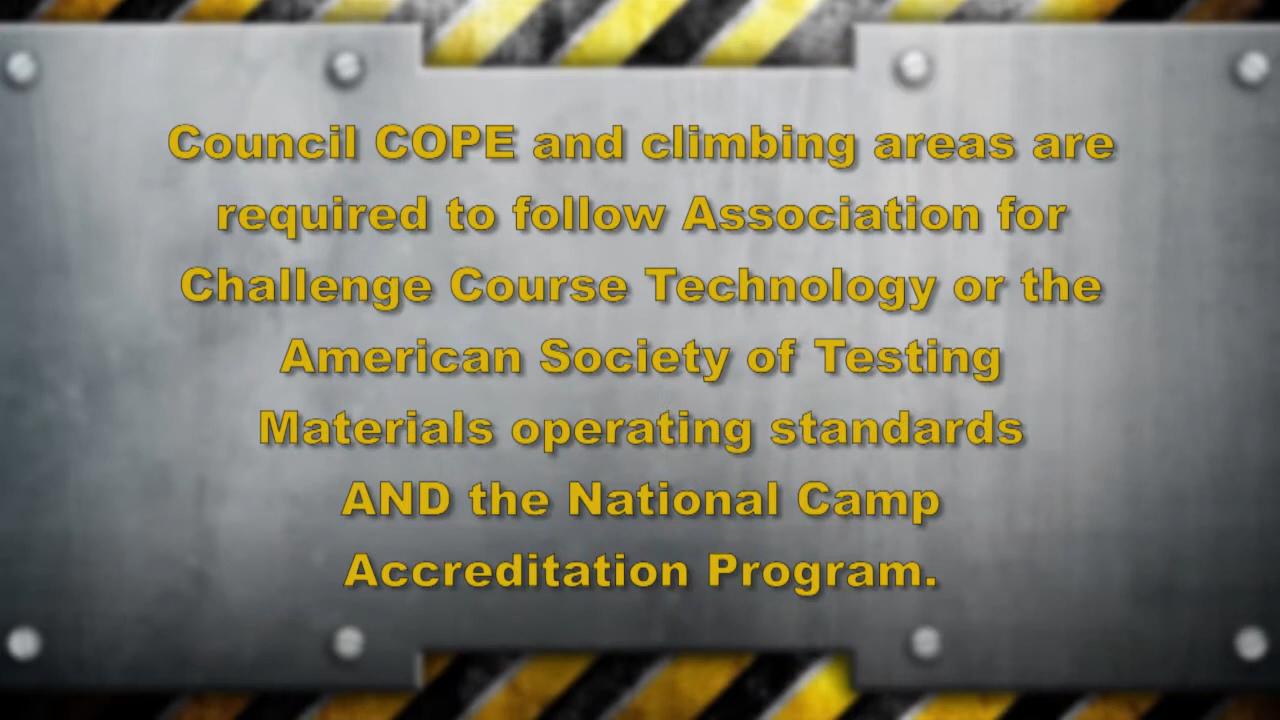 Council COPE and climbing areas are
required to follow Association for
Challenge Course Technology or the
American Society of Testing
Materials operating standards
AND the National Camp
Accreditation Program.